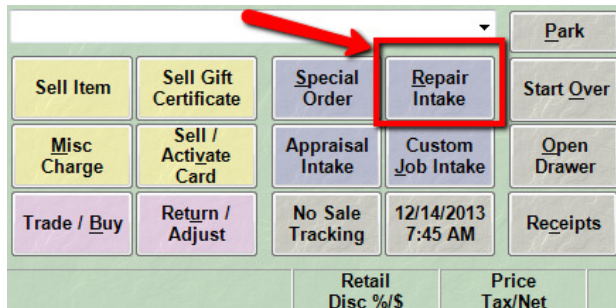 Park
Sell Item
Sell Gift
Certificate
Special
Order
Repair
Intake
Start Over
Misc
Charge
Sell /
Activate
Card
Appraisal
Intake
Custom
Job Intake
Open
Drawer
Trade / Buy
Return /
Adjust
No Sale
Tracking
12/14/2013
7:45 AM
Receipts
Retail
Disc %/$
Price
Tax/Net